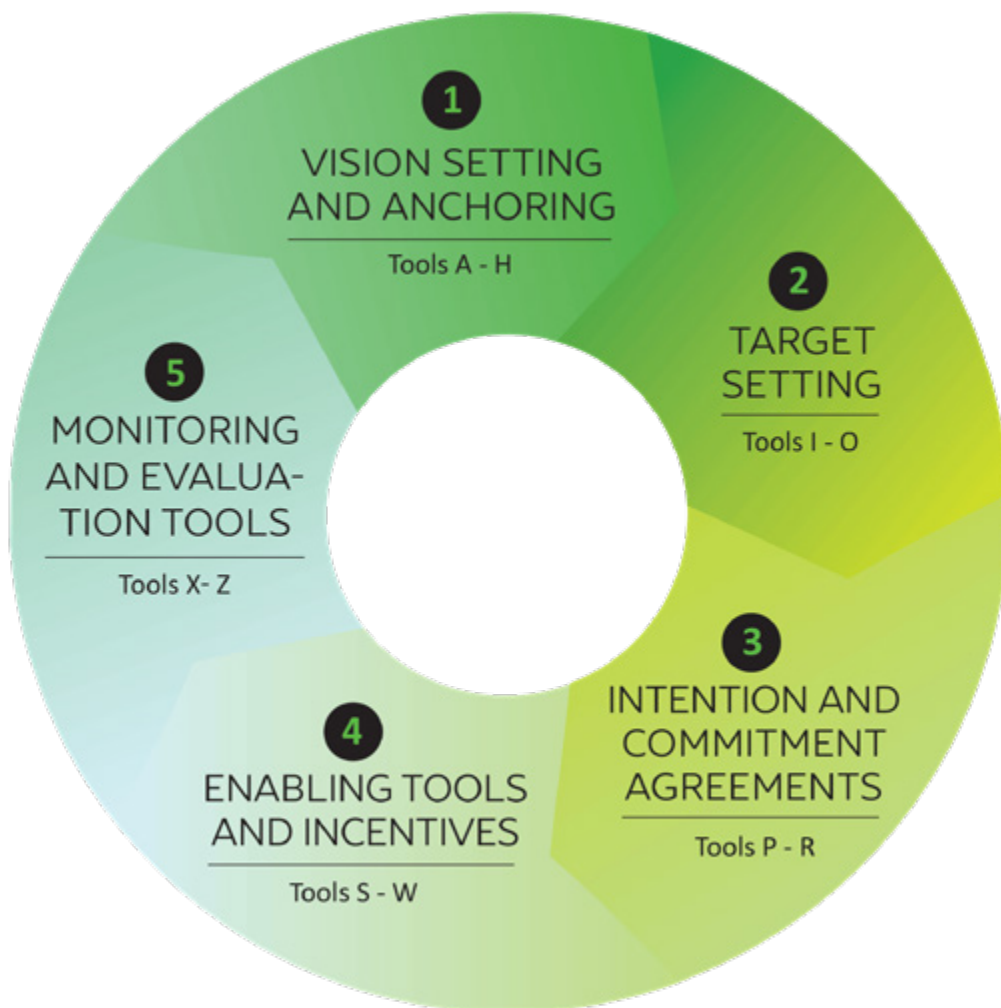 1
VISION SETTING
AND ANCHORING
Tools A - H
2
TARGET
SETTING
Tools I - O
3
INTENTION AND
COMMITMENT
AGREEMENTS
Tools P - R
4
ENABLING TOOLS
AND INCENTIVES
Tools S - W
5
MONITORING
AND EVALUA-
TION TOOLS
Tools X- Z